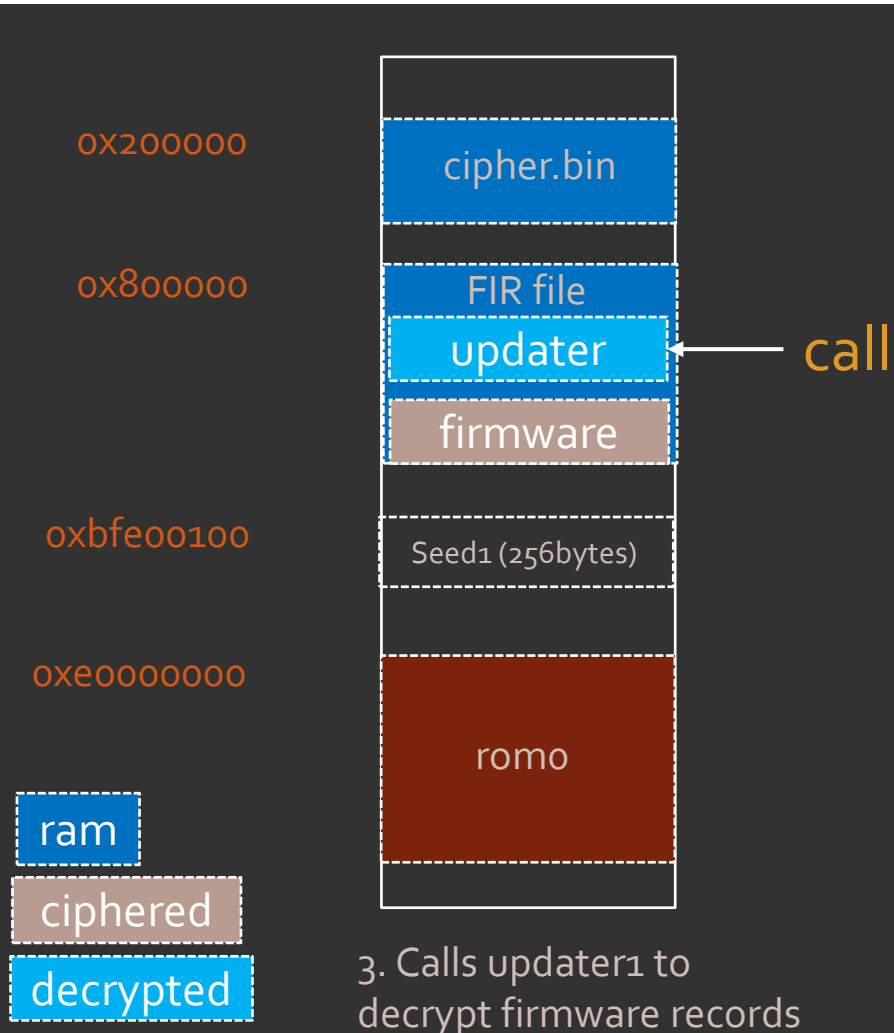 0x200000
cipher.bin
0x800000
FIR file
updater
call
firmware
0xbfe00100
Seed1 (256bytes)
0xe0000000
rom0
ram
ciphered
decrypted
3. Calls updater1 to
decrypt firmware records